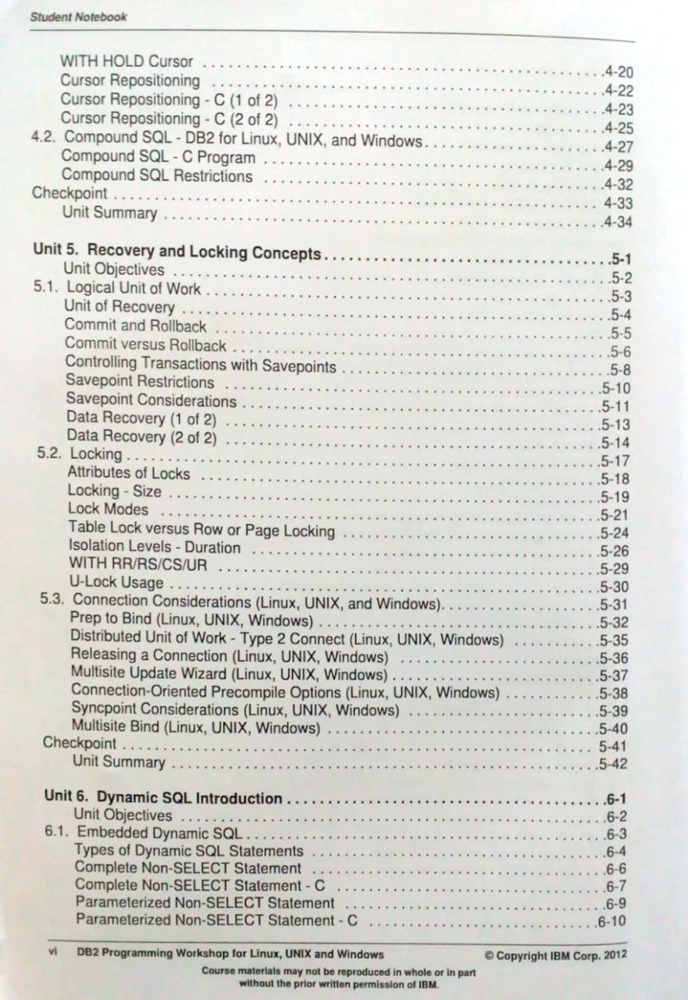 Student Notebook
WITH HOLD Cursor . . . . . . . . . . . . . . . . . . . . . . . . . . . . . . . . . . . . . . . .4-20
Cursor Repositioning . . . . . . . . . . . . . . . . . . . . . . . . . . . . . . . . . . . . . . . .4-22
Cursor Repositioning - C (1 of 2) . . . . . . . . . . . . . . . . . . . . . . . . . . . . . . .4-23
Cursor Repositioning - C (2 of 2) . . . . . . . . . . . . . . . . . . . . . . . . . . . . . . .4-25
4.2. Compound SQL - DB2 for Linux, UNIX, and Windows. . . . . . . . . . . . . . . . . .4-27
Compound SQL - C Program . . . . . . . . . . . . . . . . . . . . . . . . . . . . . . . . .4-29
Compound SQL Restrictions . . . . . . . . . . . . . . . . . . . . . . . . . . . . . . . . .4-32
Checkpoint . . . . . . . . . . . . . . . . . . . . . . . . . . . . . . . . . . . . . . . . . . . . . . . 4-33
Unit Summary . . . . . . . . . . . . . . . . . . . . . . . . . . . . . . . . . . . . . . . . . . .4-34
Unit 5. Recovery and Locking Concepts . . . . . . . . . . . . . . . . . . . . . . . . . . . .5-1
Unit Objectives . . . . . . . . . . . . . . . . . . . . . . . . . . . . . . . . . . . . . . . . . . .5-2
5.1. Logical Unit of Work . . . . . . . . . . . . . . . . . . . . . . . . . . . . . . . . . . . . . . .5-3
Unit of Recovery . . . . . . . . . . . . . . . . . . . . . . . . . . . . . . . . . . . . . . . . . .5-4
Commit and Rollback . . . . . . . . . . . . . . . . . . . . . . . . . . . . . . . . . . . . . . .5-5
Commit versus Rollback . . . . . . . . . . . . . . . . . . . . . . . . . . . . . . . . . . . . .5-6
Controlling Transactions with Savepoints . . . . . . . . . . . . . . . . . . . . . . . . . .5-8
Savepoint Restrictions . . . . . . . . . . . . . . . . . . . . . . . . . . . . . . . . . . . . .5-10
Savepoint Considerations . . . . . . . . . . . . . . . . . . . . . . . . . . . . . . . . . . .5-11
Data Recovery (1 of 2) . . . . . . . . . . . . . . . . . . . . . . . . . . . . . . . . . . . . .5-13
Data Recovery (2 of 2) . . . . . . . . . . . . . . . . . . . . . . . . . . . . . . . . . . . . .5-14
5.2. Locking . . . . . . . . . . . . . . . . . . . . . . . . . . . . . . . . . . . . . . . . . . . . . .5-17
Attributes of Locks . . . . . . . . . . . . . . . . . . . . . . . . . . . . . . . . . . . . . . .5-18
Locking - Size . . . . . . . . . . . . . . . . . . . . . . . . . . . . . . . . . . . . . . . . . .5-19
Lock Modes . . . . . . . . . . . . . . . . . . . . . . . . . . . . . . . . . . . . . . . . . . .5-21
Table Lock versus Row or Page Locking . . . . . . . . . . . . . . . . . . . . . . . . .5-24
Isolation Levels - Duration . . . . . . . . . . . . . . . . . . . . . . . . . . . . . . . . . .5-26
WITH RR/RS/CS/UR . . . . . . . . . . . . . . . . . . . . . . . . . . . . . . . . . . . . .5-29
U-Lock Usage . . . . . . . . . . . . . . . . . . . . . . . . . . . . . . . . . . . . . . . . . .5-30
5.3. Connection Considerations (Linux, UNIX, and Windows). . . . . . . . . . . . . . . .5-31
Prep to Bind (Linux, UNIX, Windows) . . . . . . . . . . . . . . . . . . . . . . . . . . .5-32
Distributed Unit of Work - Type 2 Connect (Linux, UNIX, Windows) . . . . . . . . .5-35
Releasing a Connection (Linux, UNIX, Windows) . . . . . . . . . . . . . . . . . . . .5-36
Multisite Update Wizard (Linux, UNIX, Windows) . . . . . . . . . . . . . . . . . . . .5-37
Connection-Oriented Precompile Options (Linux, UNIX, Windows) . . . . . . . . .5-38
Syncpoint Considerations (Linux, UNIX, Windows) . . . . . . . . . . . . . . . . . . .5-39
Multisite Bind (Linux, UNIX, Windows) . . . . . . . . . . . . . . . . . . . . . . . . . . .5-40
Checkpoint . . . . . . . . . . . . . . . . . . . . . . . . . . . . . . . . . . . . . . . . . . . . . . 5-41
Unit Summary . . . . . . . . . . . . . . . . . . . . . . . . . . . . . . . . . . . . . . . . . .5-42
Unit 6. Dynamic SQL Introduction . . . . . . . . . . . . . . . . . . . . . . . . . . . . . . .6-1
Unit Objectives . . . . . . . . . . . . . . . . . . . . . . . . . . . . . . . . . . . . . . . . . .6-2
6.1. Embedded Dynamic SQL . . . . . . . . . . . . . . . . . . . . . . . . . . . . . . . . . . .6-3
Types of Dynamic SQL Statements . . . . . . . . . . . . . . . . . . . . . . . . . . . . .6-4
Complete Non-SELECT Statement . . . . . . . . . . . . . . . . . . . . . . . . . . . . .6-6
Complete Non-SELECT Statement - C . . . . . . . . . . . . . . . . . . . . . . . . . . .6-7
Parameterized Non-SELECT Statement . . . . . . . . . . . . . . . . . . . . . . . . . .6-9
Parameterized Non-SELECT Statement - C . . . . . . . . . . . . . . . . . . . . . . .6-10
vi DB2 Programming Workshop for Linux, UNIX and Windows © Copyright IBM Corp. 2012
Course materials may not be reproduced in whole or in part
without the prior written permission of IBM.